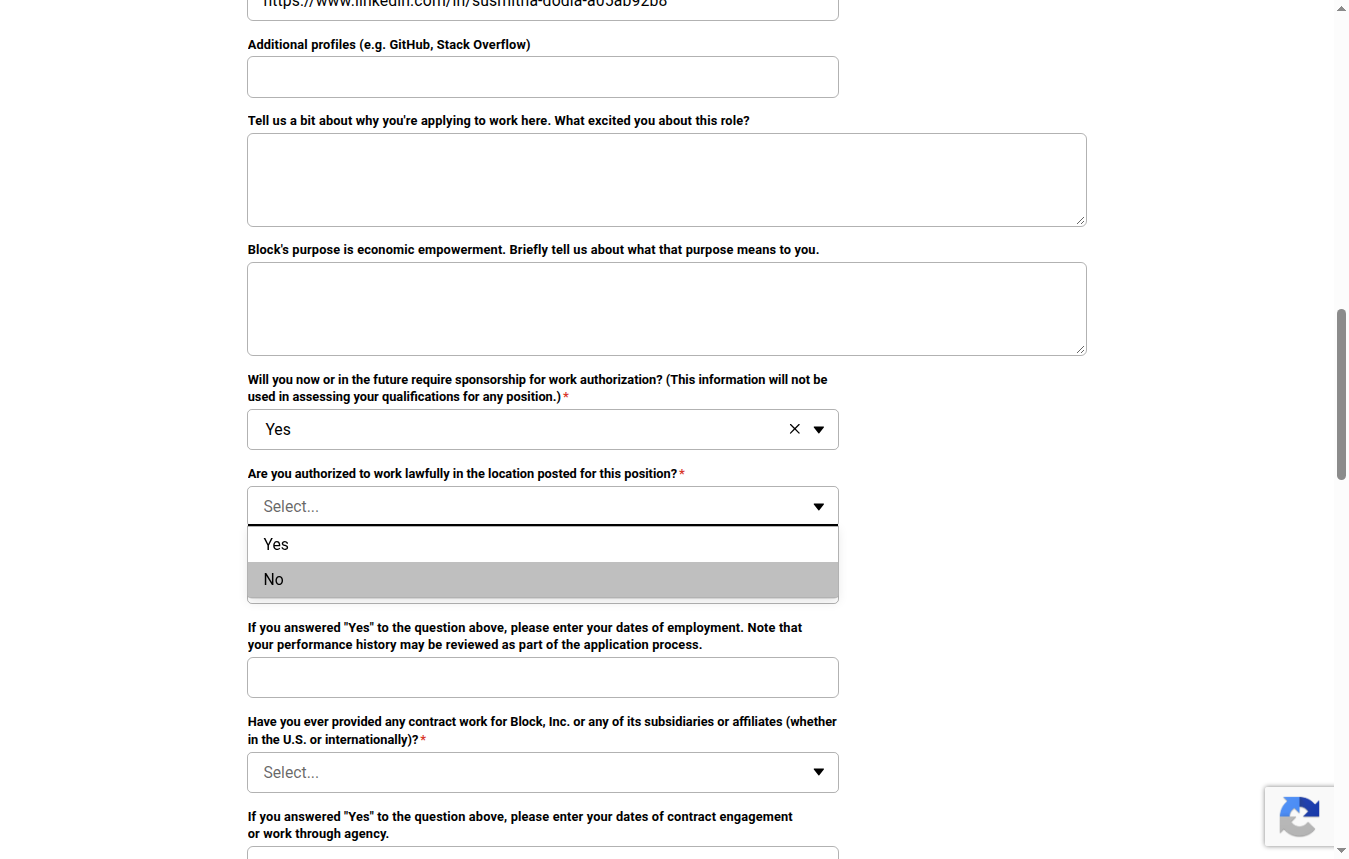 Additional profiles (e.g. GitHub, Stack Overflow)
Tell us a bit about why you're applying to work here. What excited you about this role?
Block's purpose is economic empowerment. Briefly tell us about what that purpose means to you.
Will you now or in the future require sponsorship for work authorization? (This information will not be
used in assessing your qualifications for any position.)*
Yes
Are you authorized to work lawfully in the location posted for this position?*
Select...
Yes
No
If you answered "Yes" to the question above, please enter your dates of employment. Note that
your performance history may be reviewed as part of the application process.
Have you ever provided any contract work for Block, Inc. or any of its subsidiaries or affiliates (whether
in the U.S. or internationally)?*
Select...
If you answered "Yes" to the question above, please enter your dates of contract engagement
or work through agency.